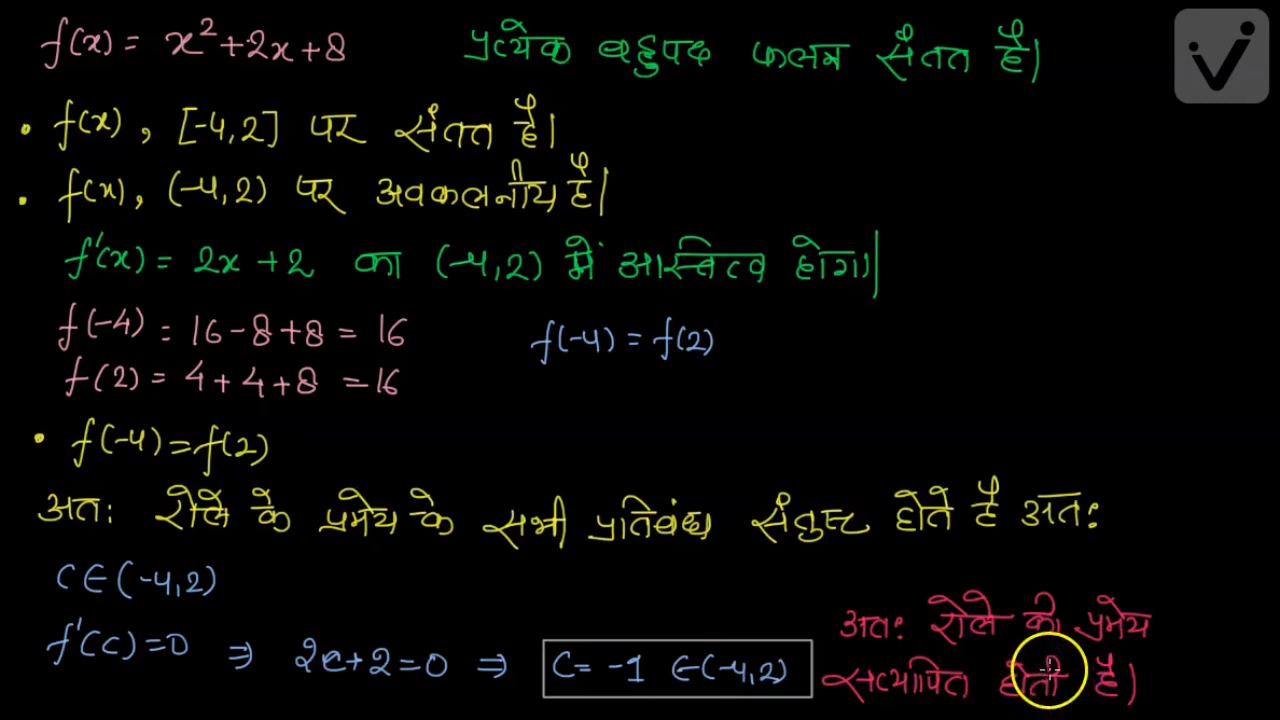 f(x) = x²+2x+8 प्रत्येक बहुपद फलन संतत है।
• f(x), [-4,2] पर संतत है।
• f(x), (-4,2) पर अवकलनीय है।
f'(x) = 2x+2 का (-4,2) में अस्तित्व होगा।
f(-4) = 16-8+8 = 16 f(-4) = f(2)
f(2) = 4+4+8 = 16
• f(-4)=f(2)
अतः रोले के प्रमेय के सभी प्रतिबंध संतुष्ट होते है अतः
C∈(-4,2)
f'(C)=0 ⇒ 2c+2=0 ⇒ C= -1 ∈(-4,2)
अतः रोले की प्रमेय
सत्यापित होती है।